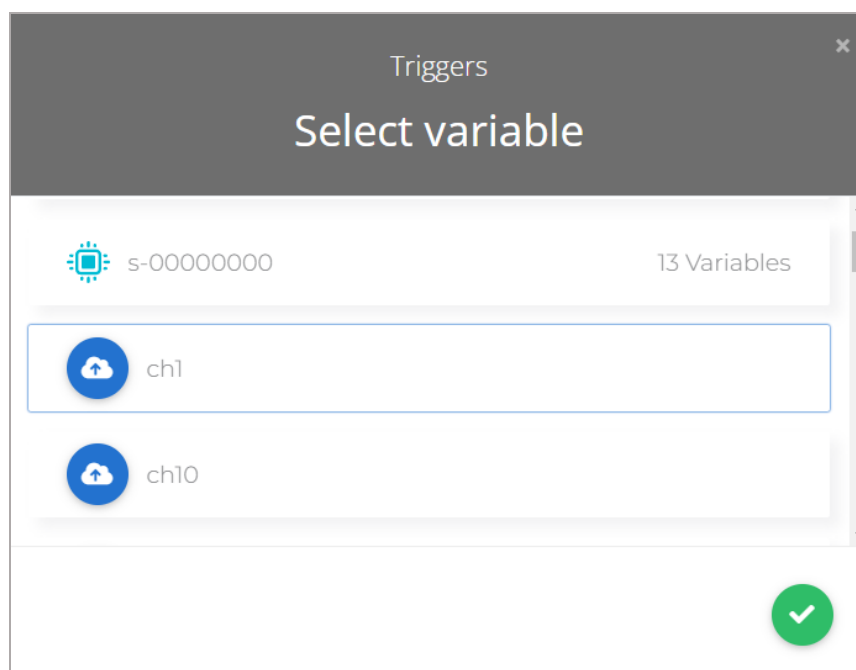 Triggers
Select variable
s-00000000 13 Variables
ch1
ch10